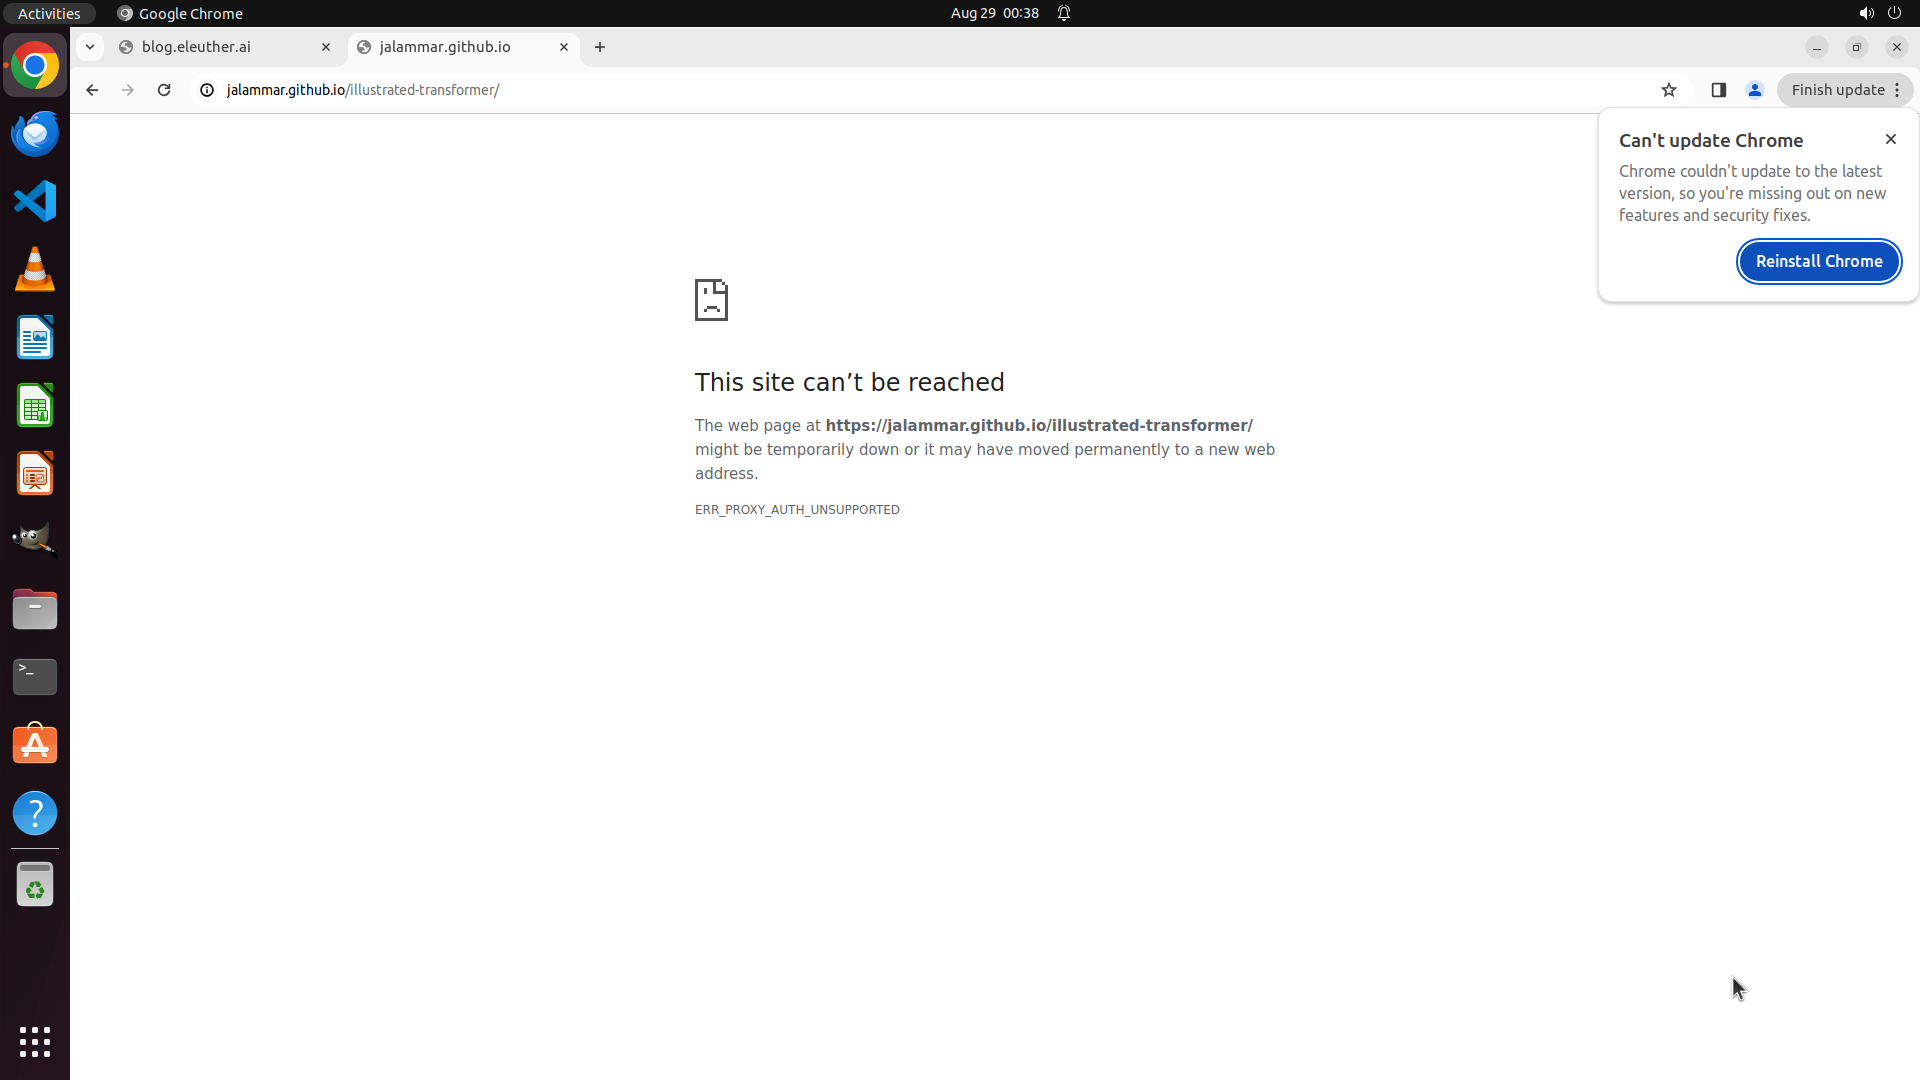 Activities
Google Chrome
Aug 29 00:38
blog.eleuther.ai
jalammar.github.io
jalammar.github.io/illustrated-transformer/
Finish update
Can't update Chrome
Chrome couldn't update to the latest
version, so you're missing out on new
features and security fixes.
Reinstall Chrome
This site can’t be reached
The web page at https://jalammar.github.io/illustrated-transformer/
might be temporarily down or it may have moved permanently to a new web
address.
ERR_PROXY_AUTH_UNSUPPORTED